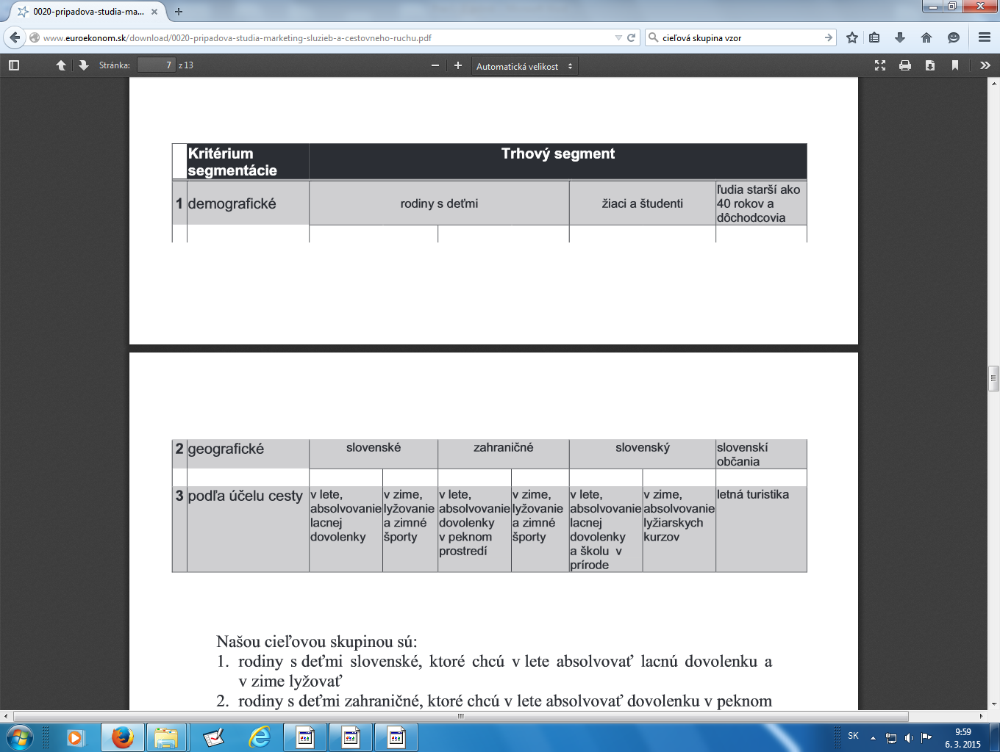 0020-pripadova-studia-ma...
www.euroekonom.sk/download/0020-pripadova-studia-marketing-sluzieb-a-cestovneho-ruchu.pdf
cieľová skupina vzor
Stránka: 7 z 13
Automatická velikost
Kritérium segmentácie
Trhový segment
1 demografické
rodiny s deťmi
žiaci a študenti
ľudia starší ako
40 rokov a
dôchodcovia
2 geografické
slovenské
zahraničné
slovenský
slovenskí
občania
3 podľa účelu cesty
v lete,
absolvovanie
lacnej
dovolenky
v zime,
lyžovanie
a zimné
športy
v lete,
absolvovanie
dovolenky
v peknom
prostredí
v zime,
lyžovanie
a zimné
športy
v lete,
absolvovanie
lacnej
dovolenky
a školu v
prírode
v zime,
absolvovanie
lyžiarskych
kurzov
letná turistika
Našou cieľovou skupinou sú:
1. rodiny s deťmi slovenské, ktoré chcú v lete absolvovať lacnú dovolenku a
v zime lyžovať
2. rodiny s deťmi zahraničné, ktoré chcú v lete absolvovať dovolenku v peknom
SK
9:59
6. 3. 2015